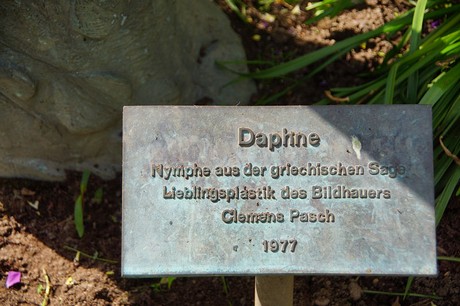 Daphne
Nymphe aus der griechischen Sage
Lieblingsplastik des Bildhauers
Clemens Pasch
1977